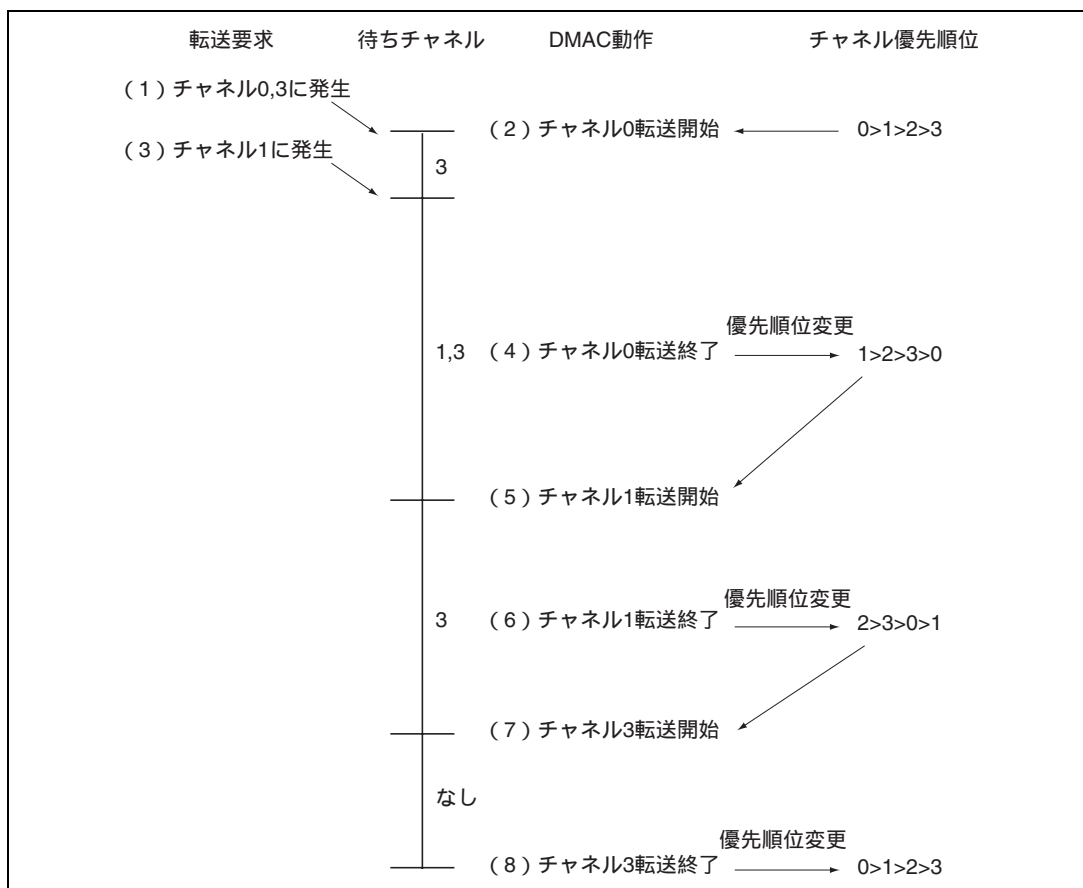 転送要求 待ちチャネル DMAC動作 チャネル優先順位
（1）チャネル0,3に発生
（2）チャネル0転送開始 0>1>2>3
（3）チャネル1に発生
3
優先順位変更
1,3 （4）チャネル0転送終了 1>2>3>0
（5）チャネル1転送開始
優先順位変更
3 （6）チャネル1転送終了 2>3>0>1
（7）チャネル3転送開始
なし
優先順位変更
（8）チャネル3転送終了 0>1>2>3